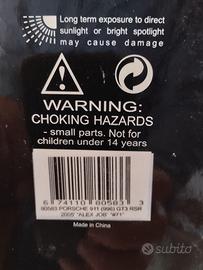 Long term exposure to direct
sunlight or bright spotlight
may cause damage
WARNING:
CHOKING HAZARDS
- small parts. Not for
children under 14 years
6 74110 80583 3
80583 PORSCHE 911 (996) GT3 RSR
2005 "ALEX JOB" "#71"
Made in China
subito